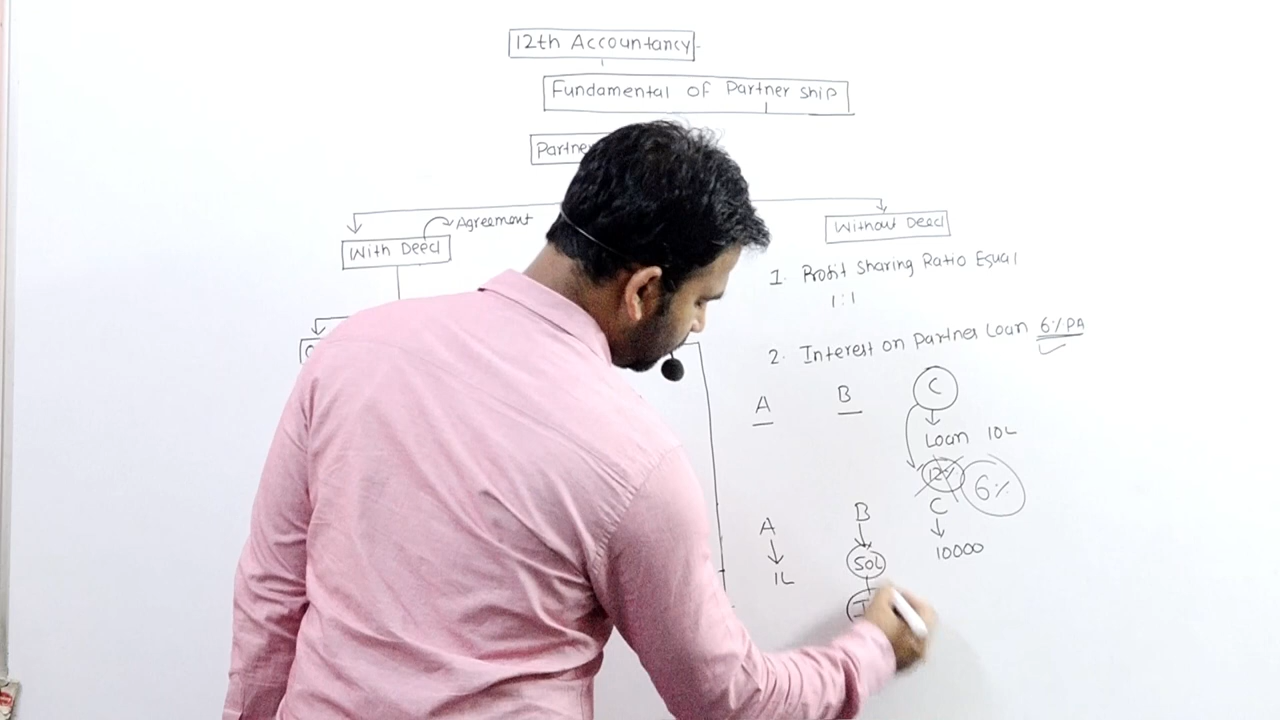 12th Accountancy
Fundamental of Partner ship
With Deed
Agreement
Without Deed
1. Profit Sharing Ratio Equal
1:1
2. Interest on Partner Loan 6% PA
A B C
Loan 10L
12% 6%
A B C
1L 50L 10000